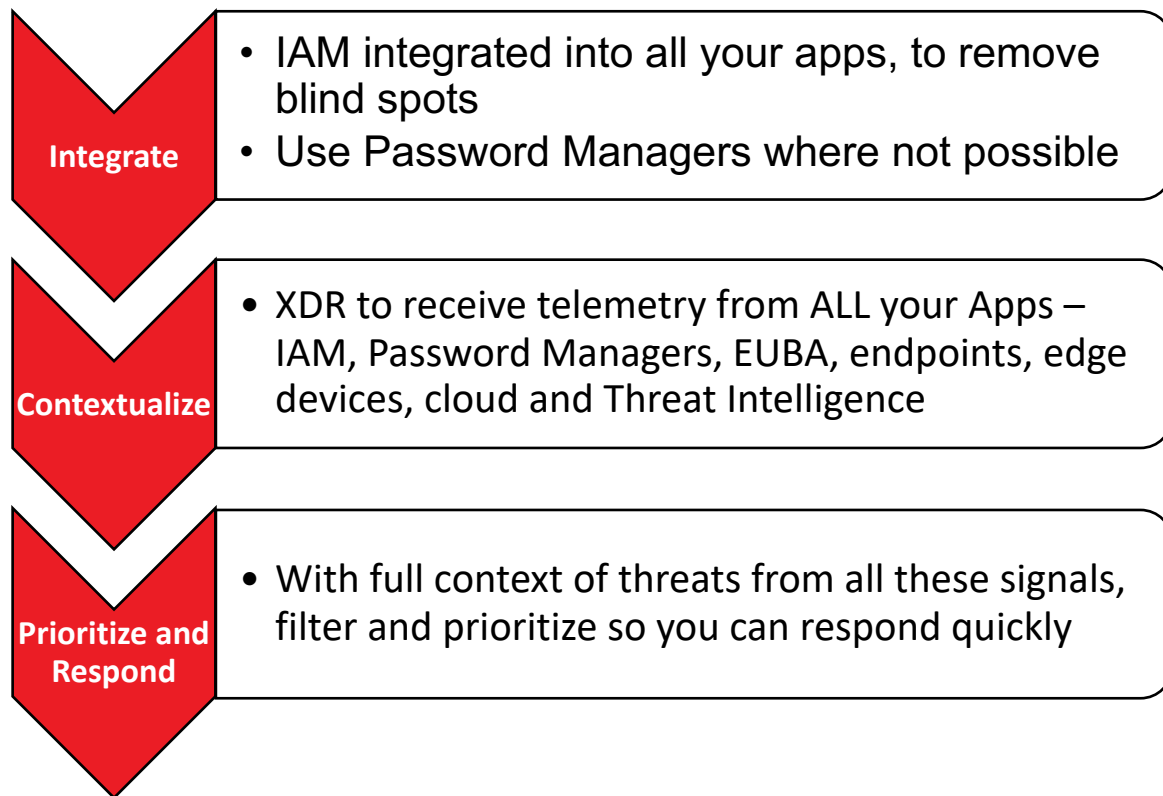 Integrate
• IAM integrated into all your apps, to remove
blind spots
• Use Password Managers where not possible
Contextualize
• XDR to receive telemetry from ALL your Apps –
IAM, Password Managers, EUBA, endpoints, edge
devices, cloud and Threat Intelligence
Prioritize and
Respond
• With full context of threats from all these signals,
filter and prioritize so you can respond quickly